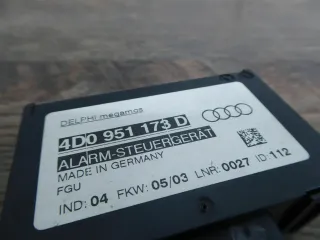 DELPHI megamos
4D0 951 173 D
ALARM-STEUERGERÄT
MADE IN GERMANY
FGU
IND: 04 FKW: 05/03 LNR: 0027 ID 112